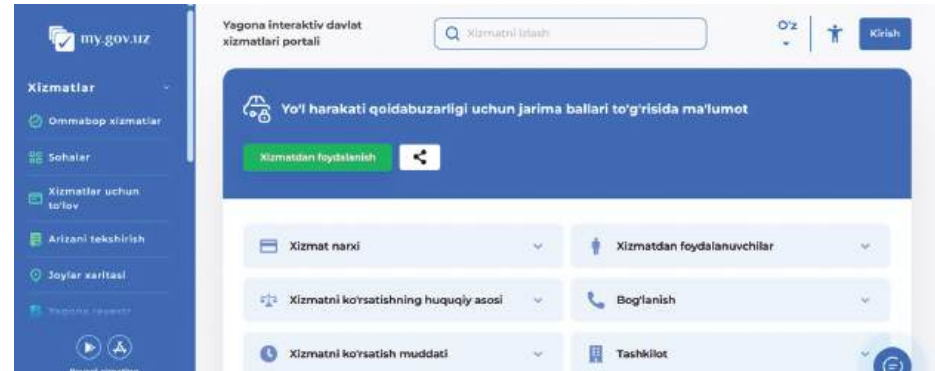 my.gov.uz
Yagona interaktiv davlat
xizmatlari portali
Xizmatni izlash
O'z
Kirish
Xizmatlar
Ommabop xizmatlar
Sohalar
Xizmatlar uchun
to'lov
Arizani tekshirish
Joylar xaritasi
Yagona reyestr
Yo'l harakati qoidabuzarligi uchun jarima ballari to'g'risida ma'lumot
Xizmatdan foydalanish
Xizmat narxi
Xizmatdan foydalanuvchilar
Xizmatni ko'rsatishning huquqiy asosi
Bog'lanish
Xizmatni ko'rsatish muddati
Tashkilot